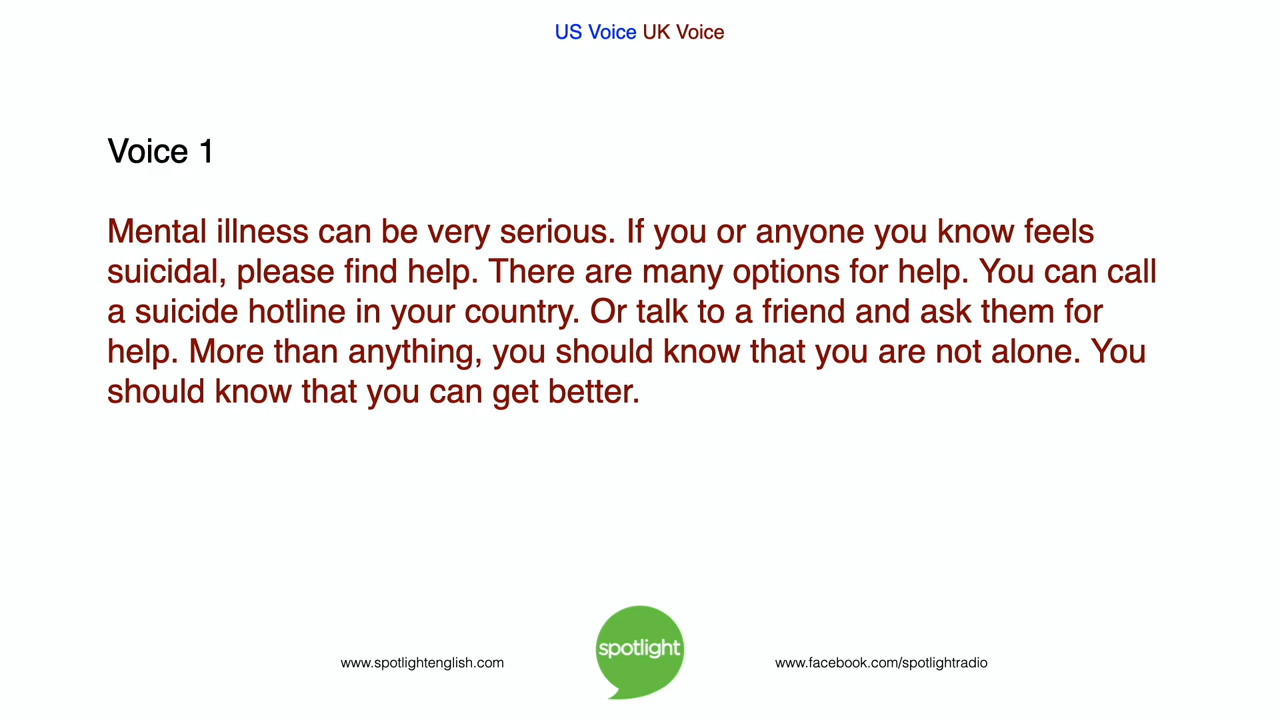 US Voice UK Voice
Voice 1
Mental illness can be very serious. If you or anyone you know feels
suicidal, please find help. There are many options for help. You can call
a suicide hotline in your country. Or talk to a friend and ask them for
help. More than anything, you should know that you are not alone. You
should know that you can get better.
www.spotlightenglish.com
spotlight
www.facebook.com/spotlightradio